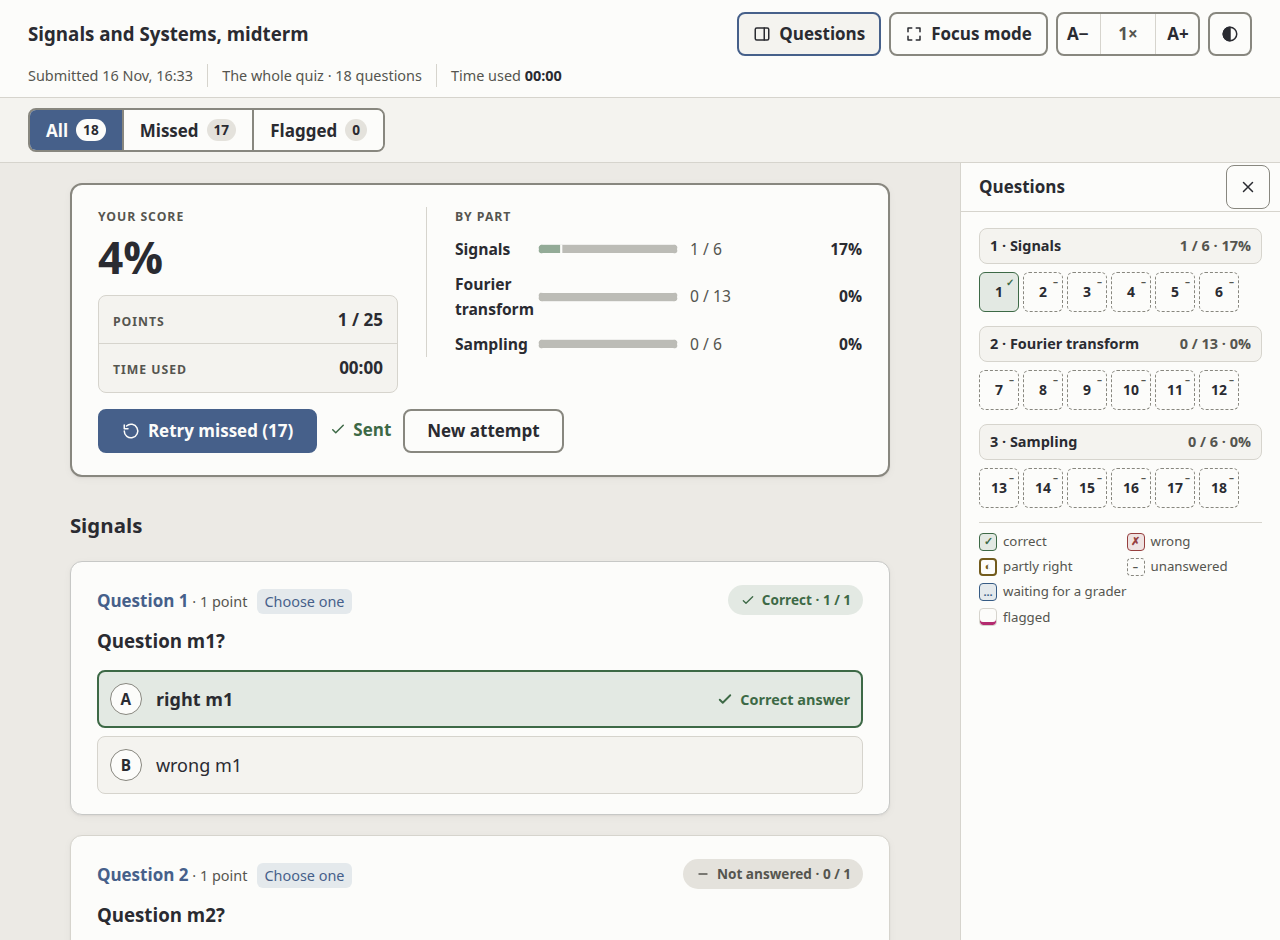 Signals and Systems, midterm
Questions
Focus mode
A−
1×
A+
Submitted 16 Nov, 16:33
The whole quiz · 18 questions
Time used 00:00
All 18
Missed 17
Flagged 0
YOUR SCORE
4%
POINTS 1 / 25
TIME USED 00:00
BY PART
Signals 1 / 6 17%
Fourier
transform 0 / 13 0%
Sampling 0 / 6 0%
Retry missed (17)
✓ Sent
New attempt
Signals
Question 1 · 1 point Choose one
✓ Correct · 1 / 1
Question m1?
A right m1 ✓ Correct answer
B wrong m1
Question 2 · 1 point Choose one
– Not answered · 0 / 1
Question m2?
Questions
1 · Signals 1 / 6 · 17%
1 ✓ 2 – 3 – 4 – 5 – 6 –
2 · Fourier transform 0 / 13 · 0%
7 – 8 – 9 – 10 – 11 – 12 –
3 · Sampling 0 / 6 · 0%
13 – 14 – 15 – 16 – 17 – 18 –
✓ correct
✗ wrong
partly right
– unanswered
… waiting for a grader
flagged